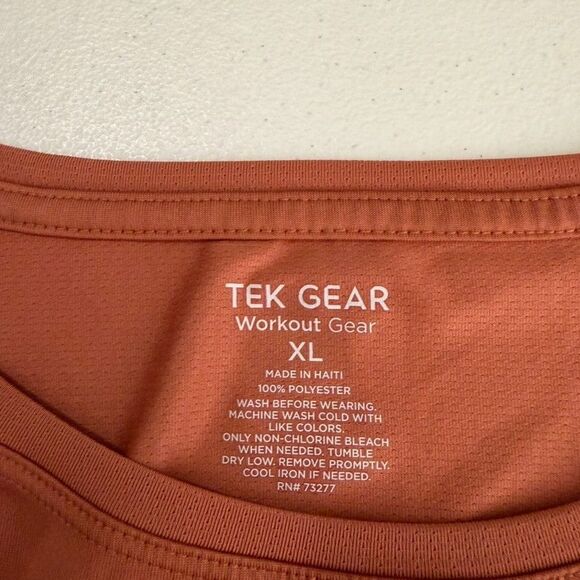 TEK GEAR
Workout Gear
XL
MADE IN HAITI
100% POLYESTER
WASH BEFORE WEARING.
MACHINE WASH COLD WITH
LIKE COLORS.
ONLY NON-CHLORINE BLEACH
WHEN NEEDED. TUMBLE
DRY LOW. REMOVE PROMPTLY.
COOL IRON IF NEEDED.
RN# 73277